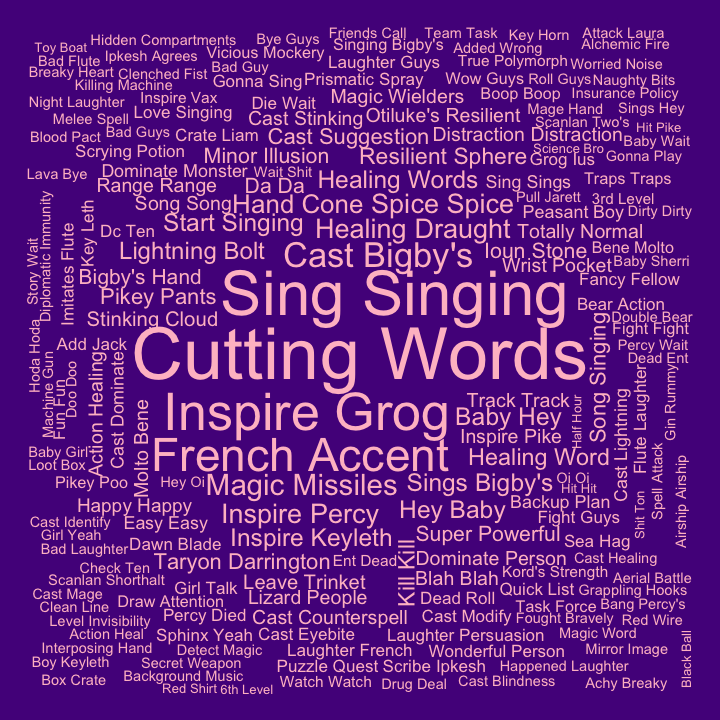 Friends Call
Team Task
Key Horn
Attack Laura
Hidden Compartments
Bye Guys
Singing Bigby's
Added Wrong
Alchemic Fire
Toy Boat
Ipkesh Agrees
Vicious Mockery
Laughter Guys
True Polymorph
Worried Noise
Bad Flute
Bad Guy
Breaky Heart
Clenched Fist
Gonna Sing
Prismatic Spray
Wow Guys
Roll Guys
Naughty Bits
Killing Machine
Boop Boop
Insurance Policy
Night Laughter
Inspire Vax
Die Wait
Magic Wielders
Mage Hand
Sings Hey
Melee Spell
Love Singing
Cast Stinking
Otiluke's Resilient
Scanlan Two's
Hit Pike
Blood Pact
Bad Guys
Crate Liam
Cast Suggestion
Distraction Distraction
Baby Wait
Scrying Potion
Minor Illusion
Resilient Sphere
Science Bro
Grog Ius
Gonna Play
Lava Bye
Dominate Monster
Wait Shit
Healing Words
Sing Sings
Traps Traps
Range Range
Da Da
Pull Jarett
3rd Level
Song Song
Hand Cone
Spice Spice
Peasant Boy
Dirty Dirty
Story Wait
Diplomatic Immunity
Imitates Flute
Key Leth
Dc Ten
Start Singing
Healing Draught
Totally Normal
Lightning Bolt
Cast Bigby's
Ioun Stone
Bene Molto
Wrist Pocket
Baby Sherri
Bigby's Hand
Sing Singing
Fancy Fellow
Pikey Pants
Bear Action
Stinking Cloud
Double Bear
Fight Fight
Hoda Hoda
Add Jack
Cutting Words
Song Singing
Percy Wait
Dead Ent
Machine Gun
Fun Fun
Doo Doo
Action Healing
Cast Dominate
Molto Bene
Inspire Grog
Track Track
Baby Hey
Half Hour
Cast Lightning
Flute Laughter
Gin Rummy
Inspire Pike
Baby Girl
Loot Box
French Accent
Healing Word
Spell Attack
Pikey Poo
Hey Oi
Magic Missiles
Sings Bigby's
Oi Oi
Hit Hit
Shit Ton
Airship Airship
Happy Happy
Inspire Percy
Hey Baby
Backup Plan
Cast Identify
Easy Easy
Fight Guys
Girl Yeah
Dawn Blade
Inspire Keyleth
Super Powerful
Sea Hag
Bad Laughter
Kill Kill
Check Ten
Taryon Darrington
Ent Dead
Dominate Person
Cast Healing
Scanlan Shorthalt
Girl Talk
Leave Trinket
Blah Blah
Kord's Strength
Aerial Battle
Cast Mage
Draw Attention
Lizard People
Dead Roll
Quick List
Grappling Hooks
Clean Line
Task Force
Bang Percy's
Level Invisibility
Percy Died
Cast Counterspell
Cast Modify
Fought Bravely
Red Wire
Action Heal
Sphinx Yeah
Cast Eyebite
Laughter Persuasion
Magic Word
Interposing Hand
Detect Magic
Laughter French
Wonderful Person
Mirror Image
Black Ball
Boy Keyleth
Secret Weapon
Puzzle Quest
Scribe Ipkesh
Happened Laughter
Box Crate
Background Music
Watch Watch
Drug Deal
Cast Blindness
Achy Breaky
Red Shirt
6th Level